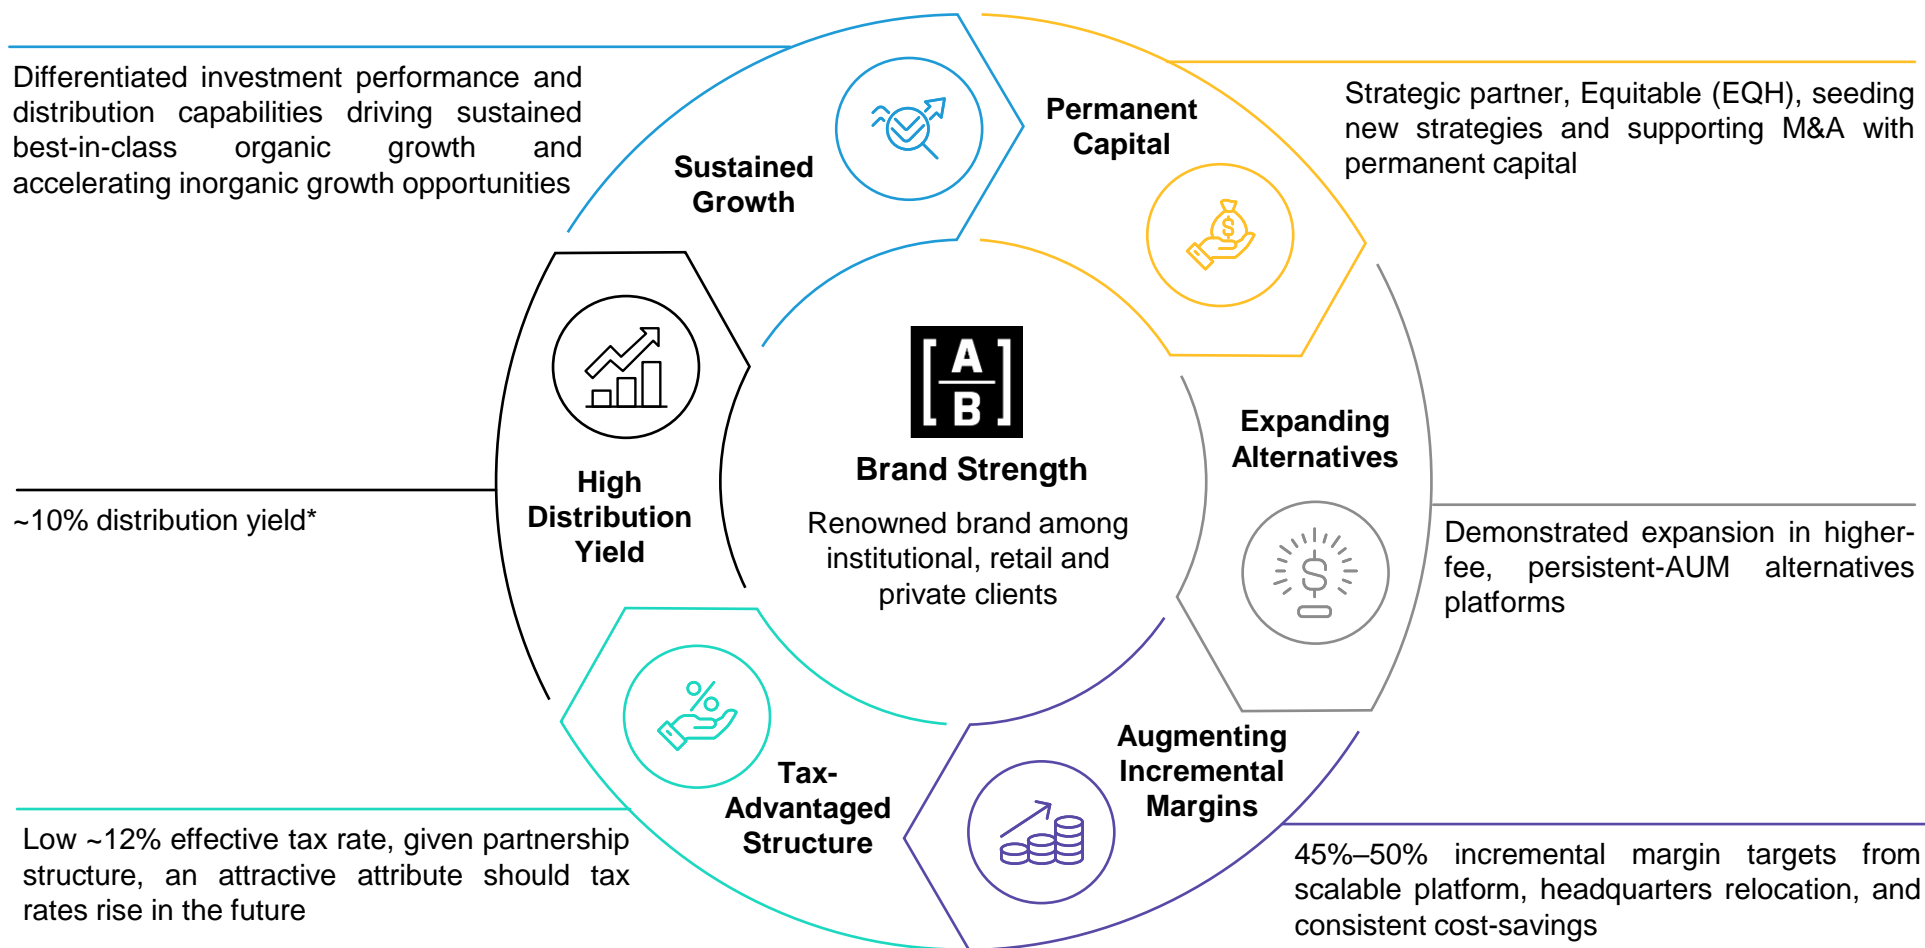 Differentiated investment performance and
distribution capabilities driving sustained
best-in-class organic growth and
accelerating inorganic growth opportunities
Sustained
Growth
Permanent
Capital
Strategic partner, Equitable (EQH), seeding
new strategies and supporting M&A with
permanent capital
Expanding
Alternatives
Demonstrated expansion in higher-
fee, persistent-AUM alternatives
platforms
[A
B]
Brand Strength
Renowned brand among
institutional, retail and
private clients
High
Distribution
Yield
~10% distribution yield*
Tax-
Advantaged
Structure
Low ~12% effective tax rate, given partnership
structure, an attractive attribute should tax
rates rise in the future
Augmenting
Incremental
Margins
45%–50% incremental margin targets from
scalable platform, headquarters relocation, and
consistent cost-savings